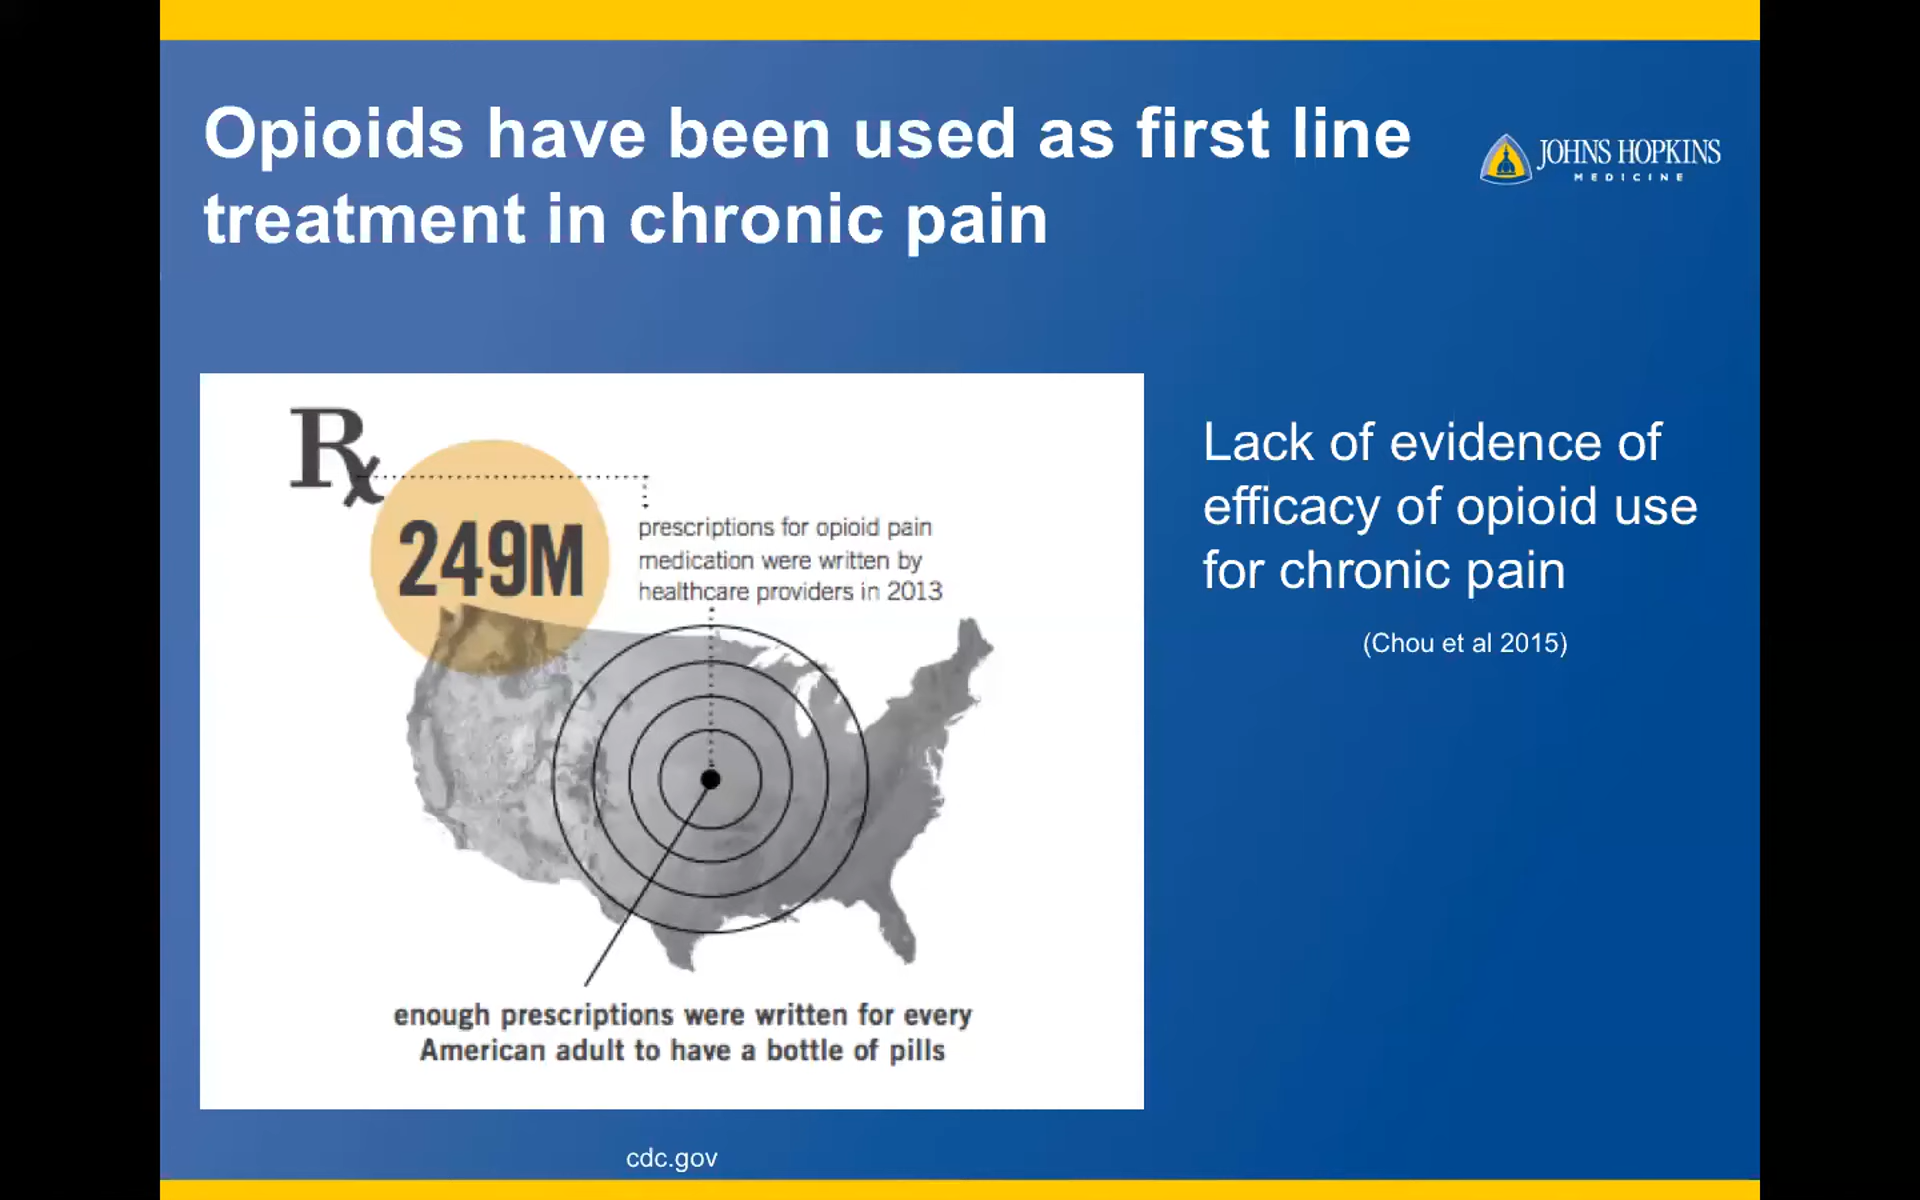 Opioids have been used as first line
treatment in chronic pain
JOHNS HOPKINS
MEDICINE
Rx
249M
prescriptions for opioid pain
medication were written by
healthcare providers in 2013
enough prescriptions were written for every
American adult to have a bottle of pills
cdc.gov
Lack of evidence of
efficacy of opioid use
for chronic pain
(Chou et al 2015)